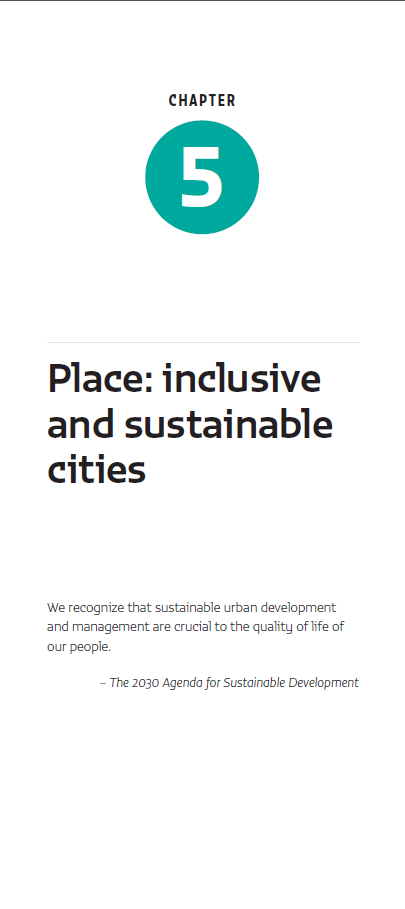 CHAPTER
5
Place: inclusive
and sustainable
cities
We recognize that sustainable urban development
and management are crucial to the quality of life of
our people.
– The 2030 Agenda for Sustainable Development